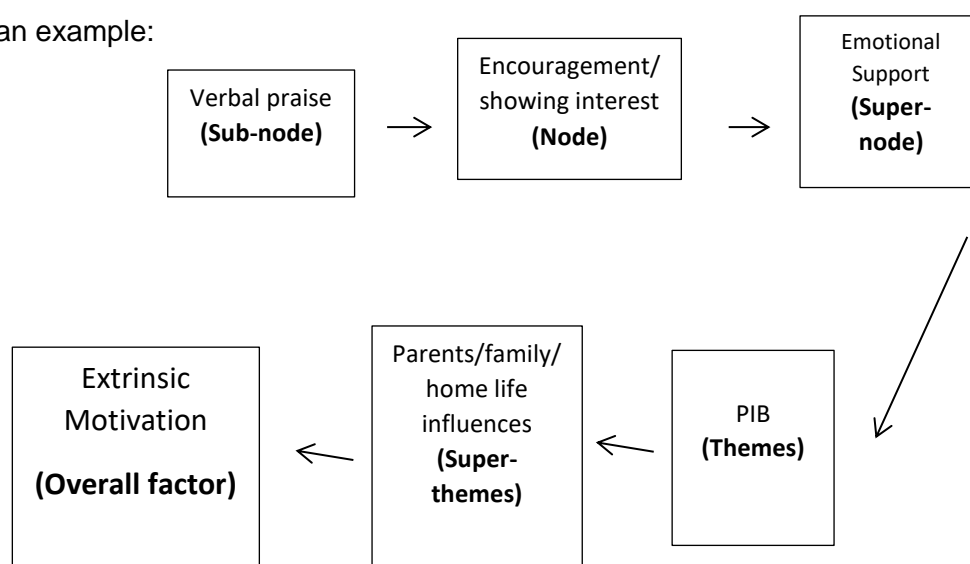 an example:
Verbal praise
(Sub-node)
Encouragement/
showing interest
(Node)
Emotional
Support
(Super-
node)
PIB
(Themes)
Parents/family/
home life
influences
(Super-
themes)
Extrinsic
Motivation
(Overall factor)